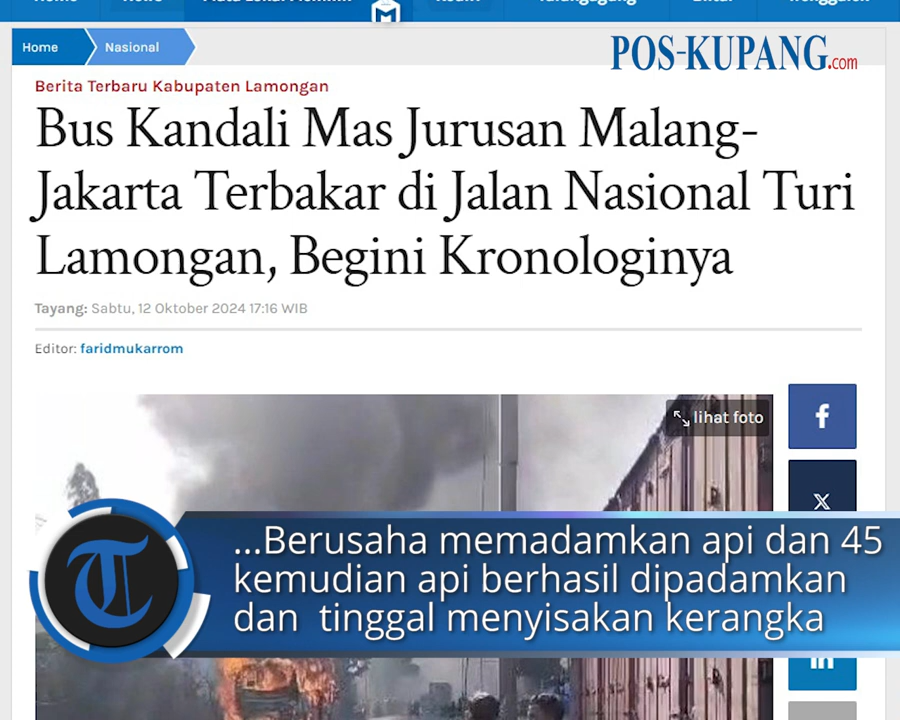 Home
Nasional
POS-KUPANG.com
Berita Terbaru Kabupaten Lamongan
Bus Kandali Mas Jurusan Malang-
Jakarta Terbakar di Jalan Nasional Turi
Lamongan, Begini Kronologinya
Tayang: Sabtu, 12 Oktober 2024 17:16 WIB
Editor: faridmukarrom
lihat foto
...Berusaha memadamkan api dan 45
kemudian api berhasil dipadamkan
dan tinggal menyisakan kerangka